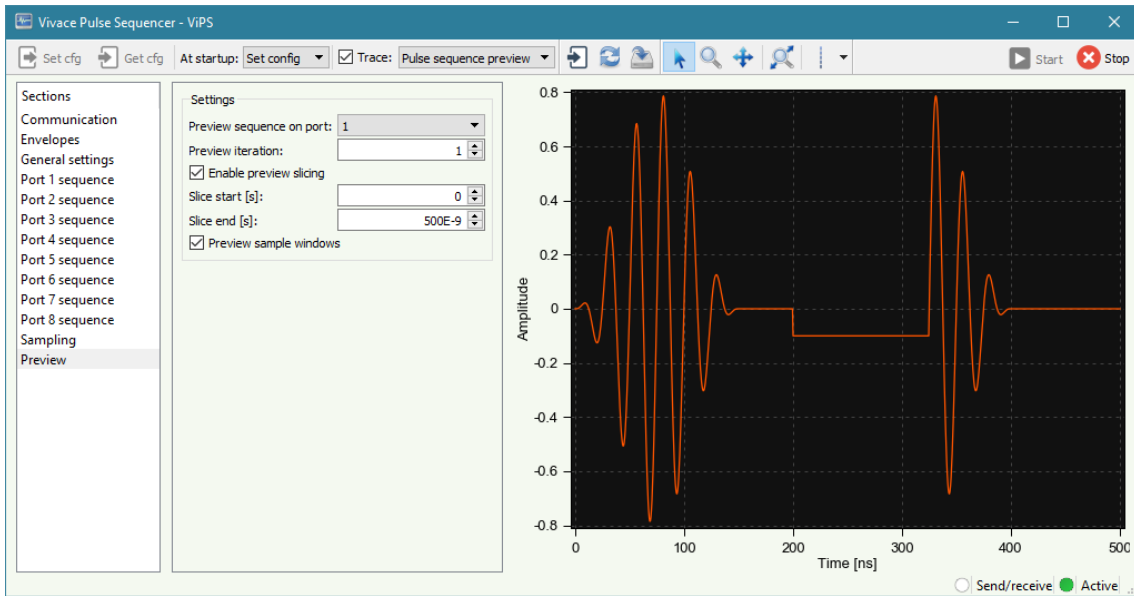 Vivace Pulse Sequencer - ViPS
Set cfg Get cfg At startup: Set config Trace: Pulse sequence preview Start Stop
Sections
Communication
Envelopes
General settings
Port 1 sequence
Port 2 sequence
Port 3 sequence
Port 4 sequence
Port 5 sequence
Port 6 sequence
Port 7 sequence
Port 8 sequence
Sampling
Preview
Settings
Preview sequence on port: 1
Preview iteration: 1
Enable preview slicing
Slice start [s]: 0
Slice end [s]: 500E-9
Preview sample windows
Amplitude
0.8
0.6
0.4
0.2
0
-0.2
-0.4
-0.6
-0.8
0 100 200 300 400 500
Time [ns]
Send/receive Active